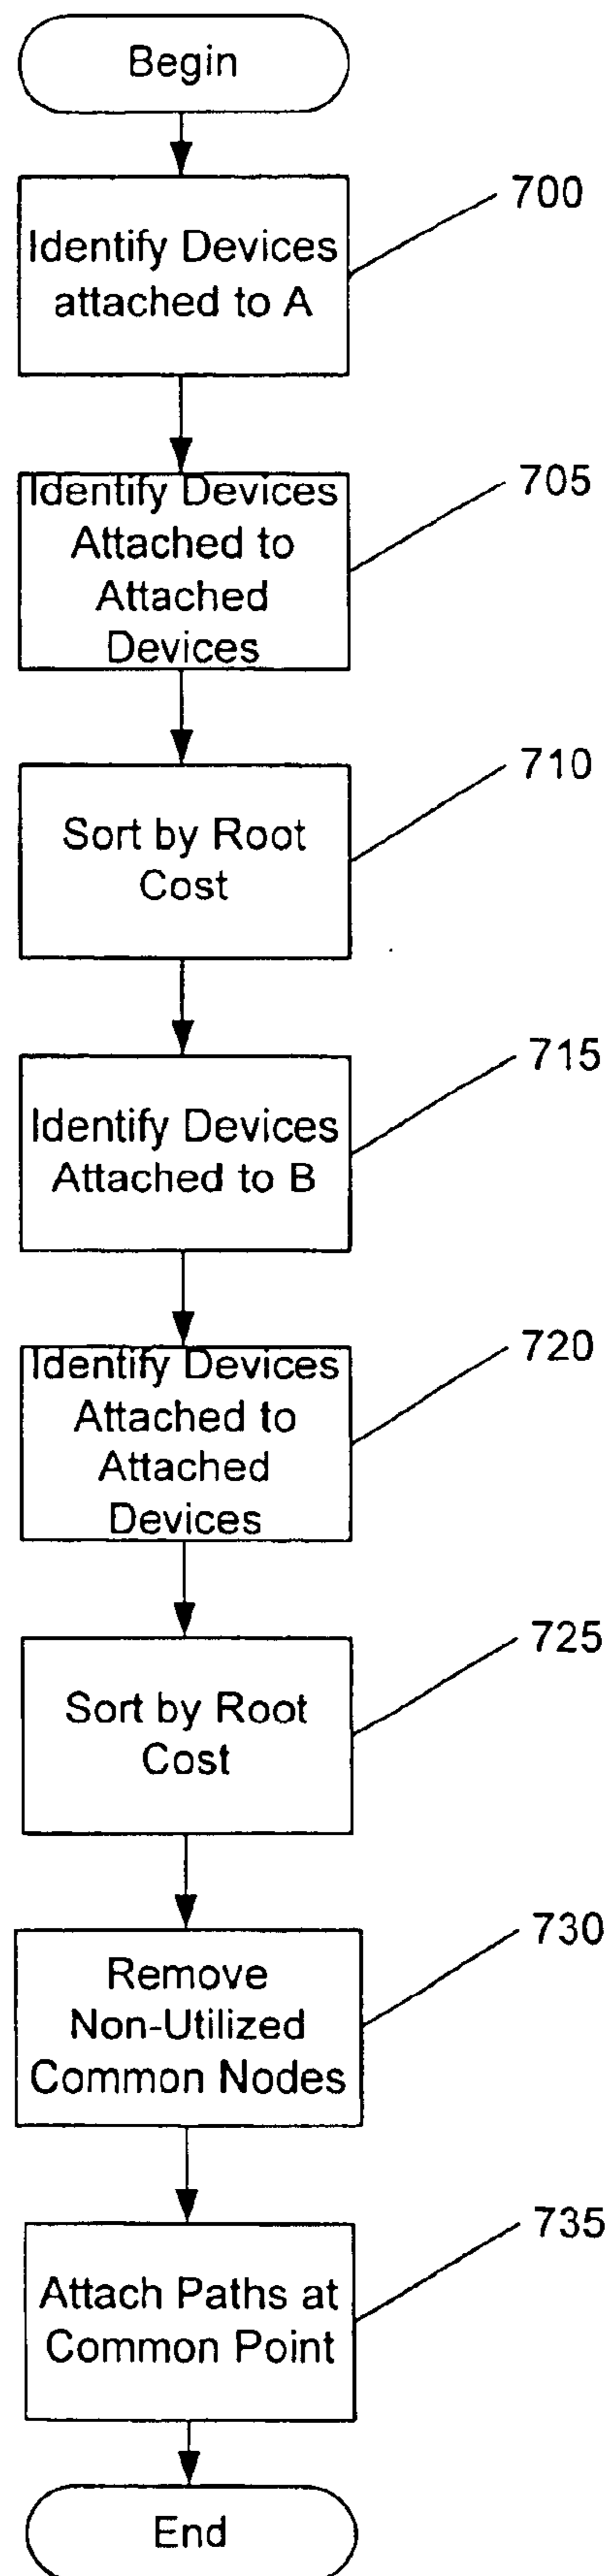 Begin
700
Identify Devices
attached to A
705
Identify Devices
Attached to
Attached
Devices
710
Sort by Root
Cost
715
Identify Devices
Attached to B
720
Identify Devices
Attached to
Attached
Devices
725
Sort by Root
Cost
730
Remove
Non-Utilized
Common Nodes
735
Attach Paths at
Common Point
End